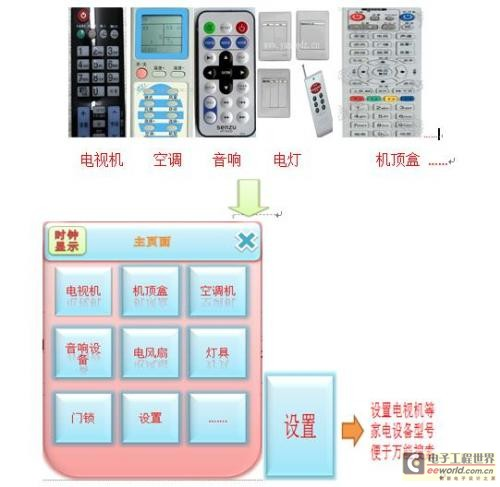 senzu
电视机 空调 音响 电灯 机顶盒 ......
时钟
显示
主页面
电视机 机顶盒 空调机
音响设
备
电风扇 灯具
门锁 设置 .......
设置
设置电视机等
家电设备型号
便于万能搜索
电子工程世界
eeworld.com.cn